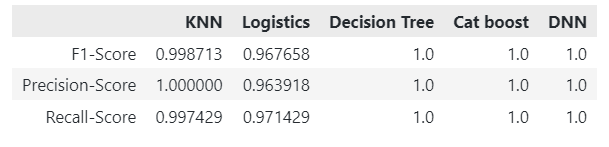 KNN Logistics Decision Tree Cat boost DNN
F1-Score 0.998713 0.967658 1.0 1.0 1.0
Precision-Score 1.000000 0.963918 1.0 1.0 1.0
Recall-Score 0.997429 0.971429 1.0 1.0 1.0